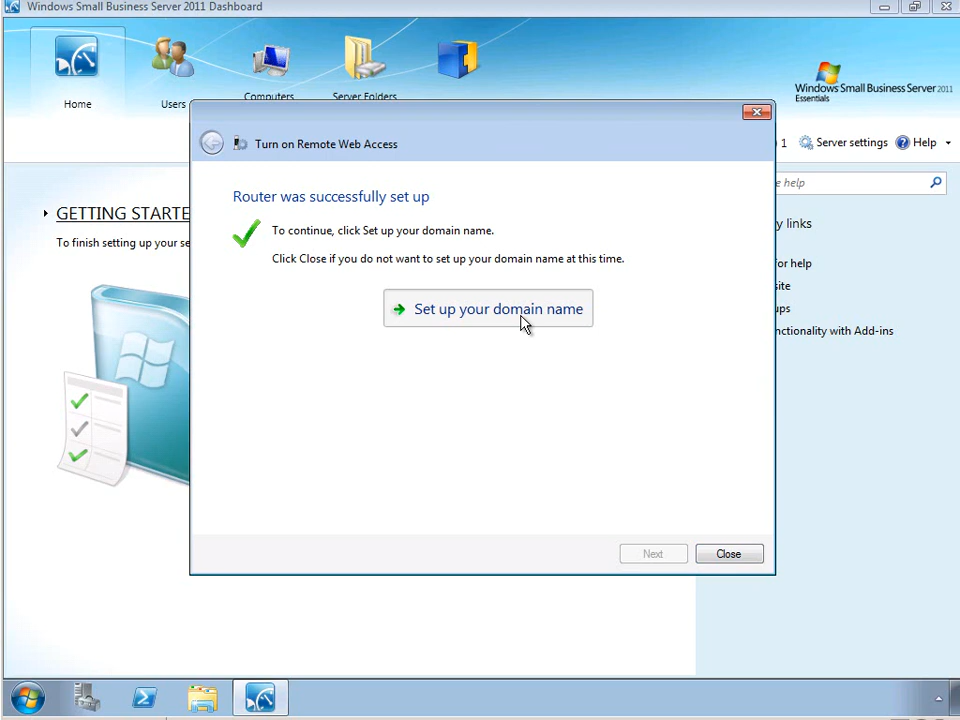 Windows Small Business Server 2011 Dashboard
Home
Users
Computers
Server Folders
Windows Small Business Server 2011
Essentials
Turn on Remote Web Access
1
Server settings
Help
Router was successfully set up
e help
GETTING STARTE
To continue, click Set up your domain name.
y links
To finish setting up your se
Click Close if you do not want to set up your domain name at this time.
for help
site
Set up your domain name
ups
nctionality with Add-ins
Next
Close